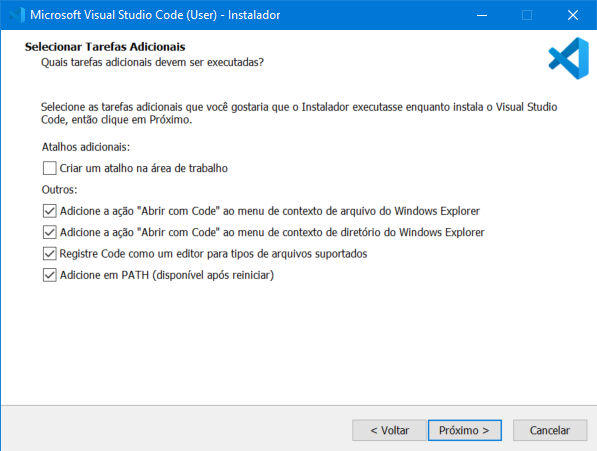 Microsoft Visual Studio Code (User) - Instalador
Selecionar Tarefas Adicionais
Quais tarefas adicionais devem ser executadas?
Selecione as tarefas adicionais que você gostaria que o Instalador executasse enquanto instala o Visual Studio
Code, então clique em Próximo.
Atalhos adicionais:
Criar um atalho na área de trabalho
Outros:
Adicione a ação "Abrir com Code" ao menu de contexto de arquivo do Windows Explorer
Adicione a ação "Abrir com Code" ao menu de contexto de diretório do Windows Explorer
Registre Code como um editor para tipos de arquivos suportados
Adicione em PATH (disponível após reiniciar)
< Voltar Próximo > Cancelar